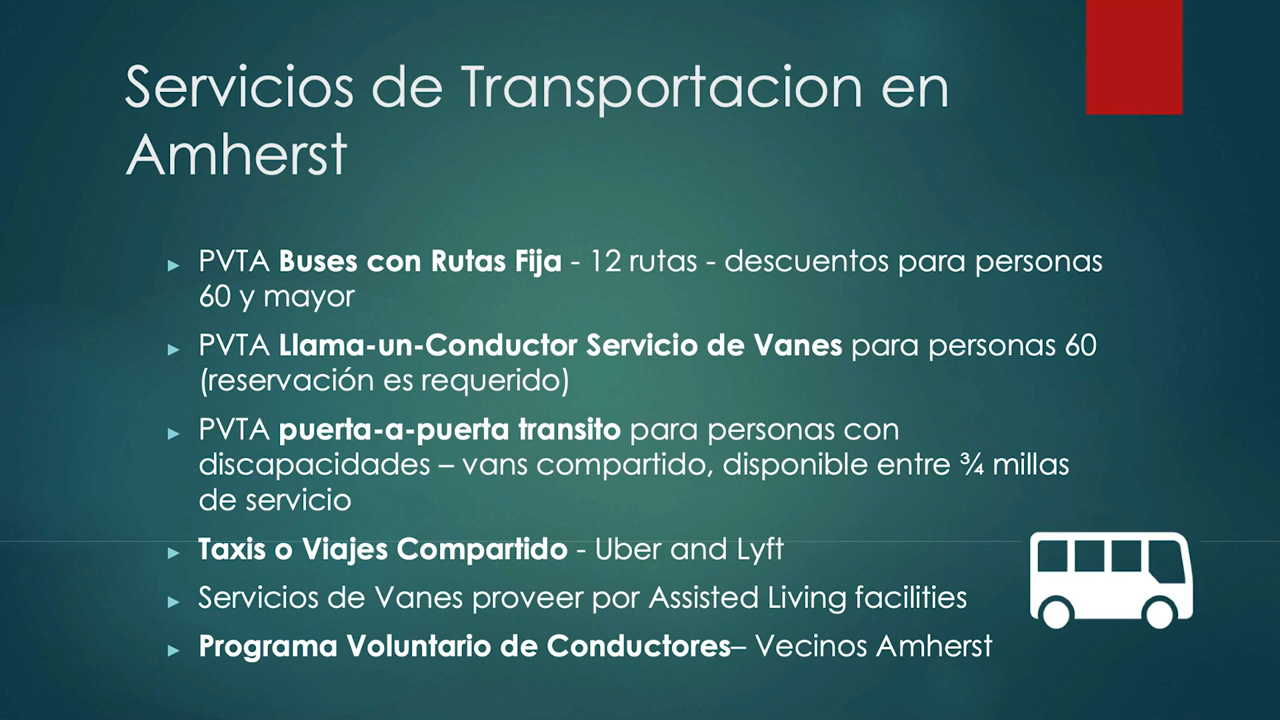 Servicios de Transportacion en
Amherst
► PVTA Buses con Rutas Fija - 12 rutas - descuentos para personas
60 y mayor
► PVTA Llama-un-Conductor Servicio de Vanes para personas 60
(reservación es requerido)
► PVTA puerta-a-puerta transito para personas con
discapacidades – vans compartido, disponible entre ¾ millas
de servicio
► Taxis o Viajes Compartido - Uber and Lyft
► Servicios de Vanes proveer por Assisted Living facilities
► Programa Voluntario de Conductores– Vecinos Amherst